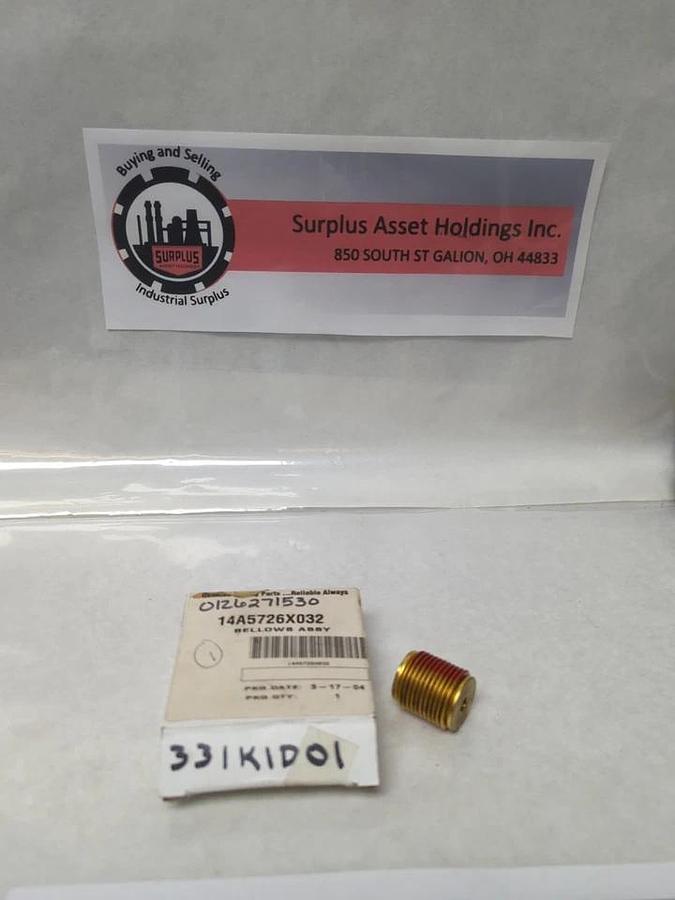 Buying and Selling
SURPLUS
Industrial Surplus
Surplus Asset Holdings Inc.
850 SOUTH ST GALION, OH 44833
Parts ...Reliable Always
0126271530
14A5726X032
BELLOWS ASSY
1
14A5726X032
PKG.DATE: 3-17-04
PKG.QTY: 1
331K1D01